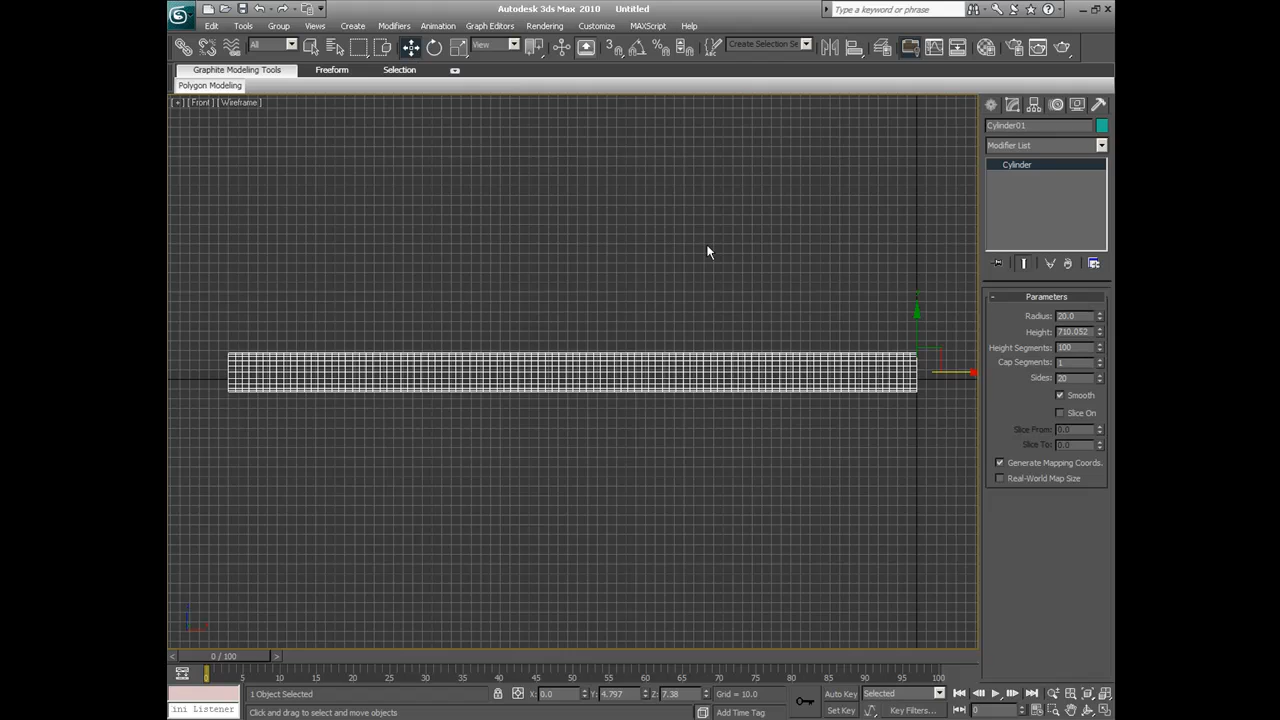 Autodesk 3ds Max 2010 Untitled
Type a keyword or phrase
Edit Tools Group Views Create Modifiers Animation Graph Editors Rendering Customize MAXScript Help
All
View
3
Create Selection Se
Graphite Modeling Tools Freeform Selection
Polygon Modeling
[ + ] [ Front ] [ Wireframe ]
Cylinder01
Modifier List
Cylinder
- Parameters
Radius: 20.0
Height: 710.052
Height Segments: 100
Cap Segments: 1
Sides: 20
Smooth
Slice On
Slice From: 0.0
Slice To: 0.0
Generate Mapping Coords.
Real-World Map Size
< 0 / 100 >
0 5 10 15 20 25 30 35 40 45 50 55 60 65 70 75 80 85 90 95 100
1 Object Selected X: 0.0 Y: 4.797 Z: 7.38 Grid = 10.0 Auto Key Selected
ini Listener Click and drag to select and move objects Add Time Tag Set Key Key Filters... 0